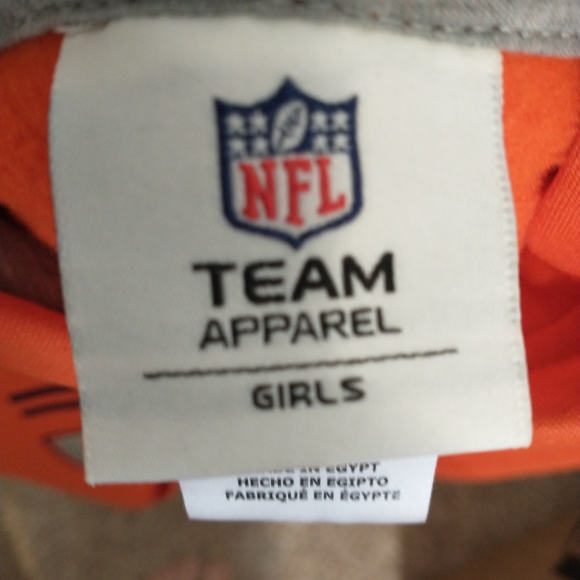 NFL
TEAM
APPAREL
GIRLS
IN EGYPT
HECHO EN EGIPTO
FABRIQUÉ EN ÉGYPTE